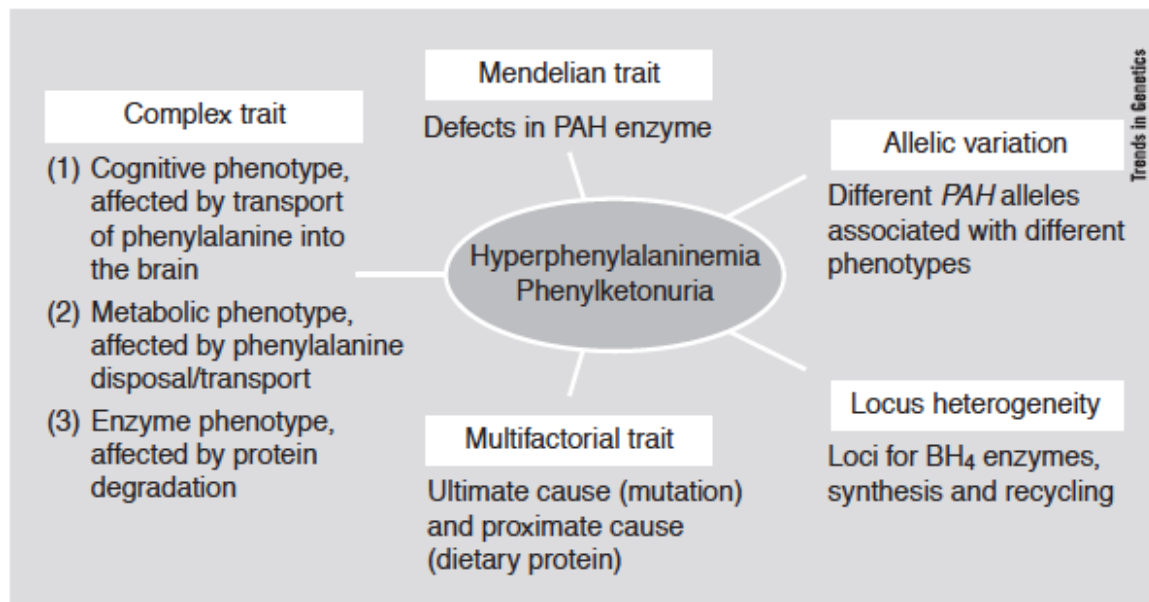 Complex trait
(1) Cognitive phenotype,
affected by transport
of phenylalanine into
the brain
(2) Metabolic phenotype,
affected by phenylalanine
disposal/transport
(3) Enzyme phenotype,
affected by protein
degradation
Mendelian trait
Defects in PAH enzyme
Hyperphenylalaninemia
Phenylketonuria
Multifactorial trait
Ultimate cause (mutation)
and proximate cause
(dietary protein)
Allelic variation
Different PAH alleles
associated with different
phenotypes
Locus heterogeneity
Loci for BH₄ enzymes,
synthesis and recycling
Trends in Genetics